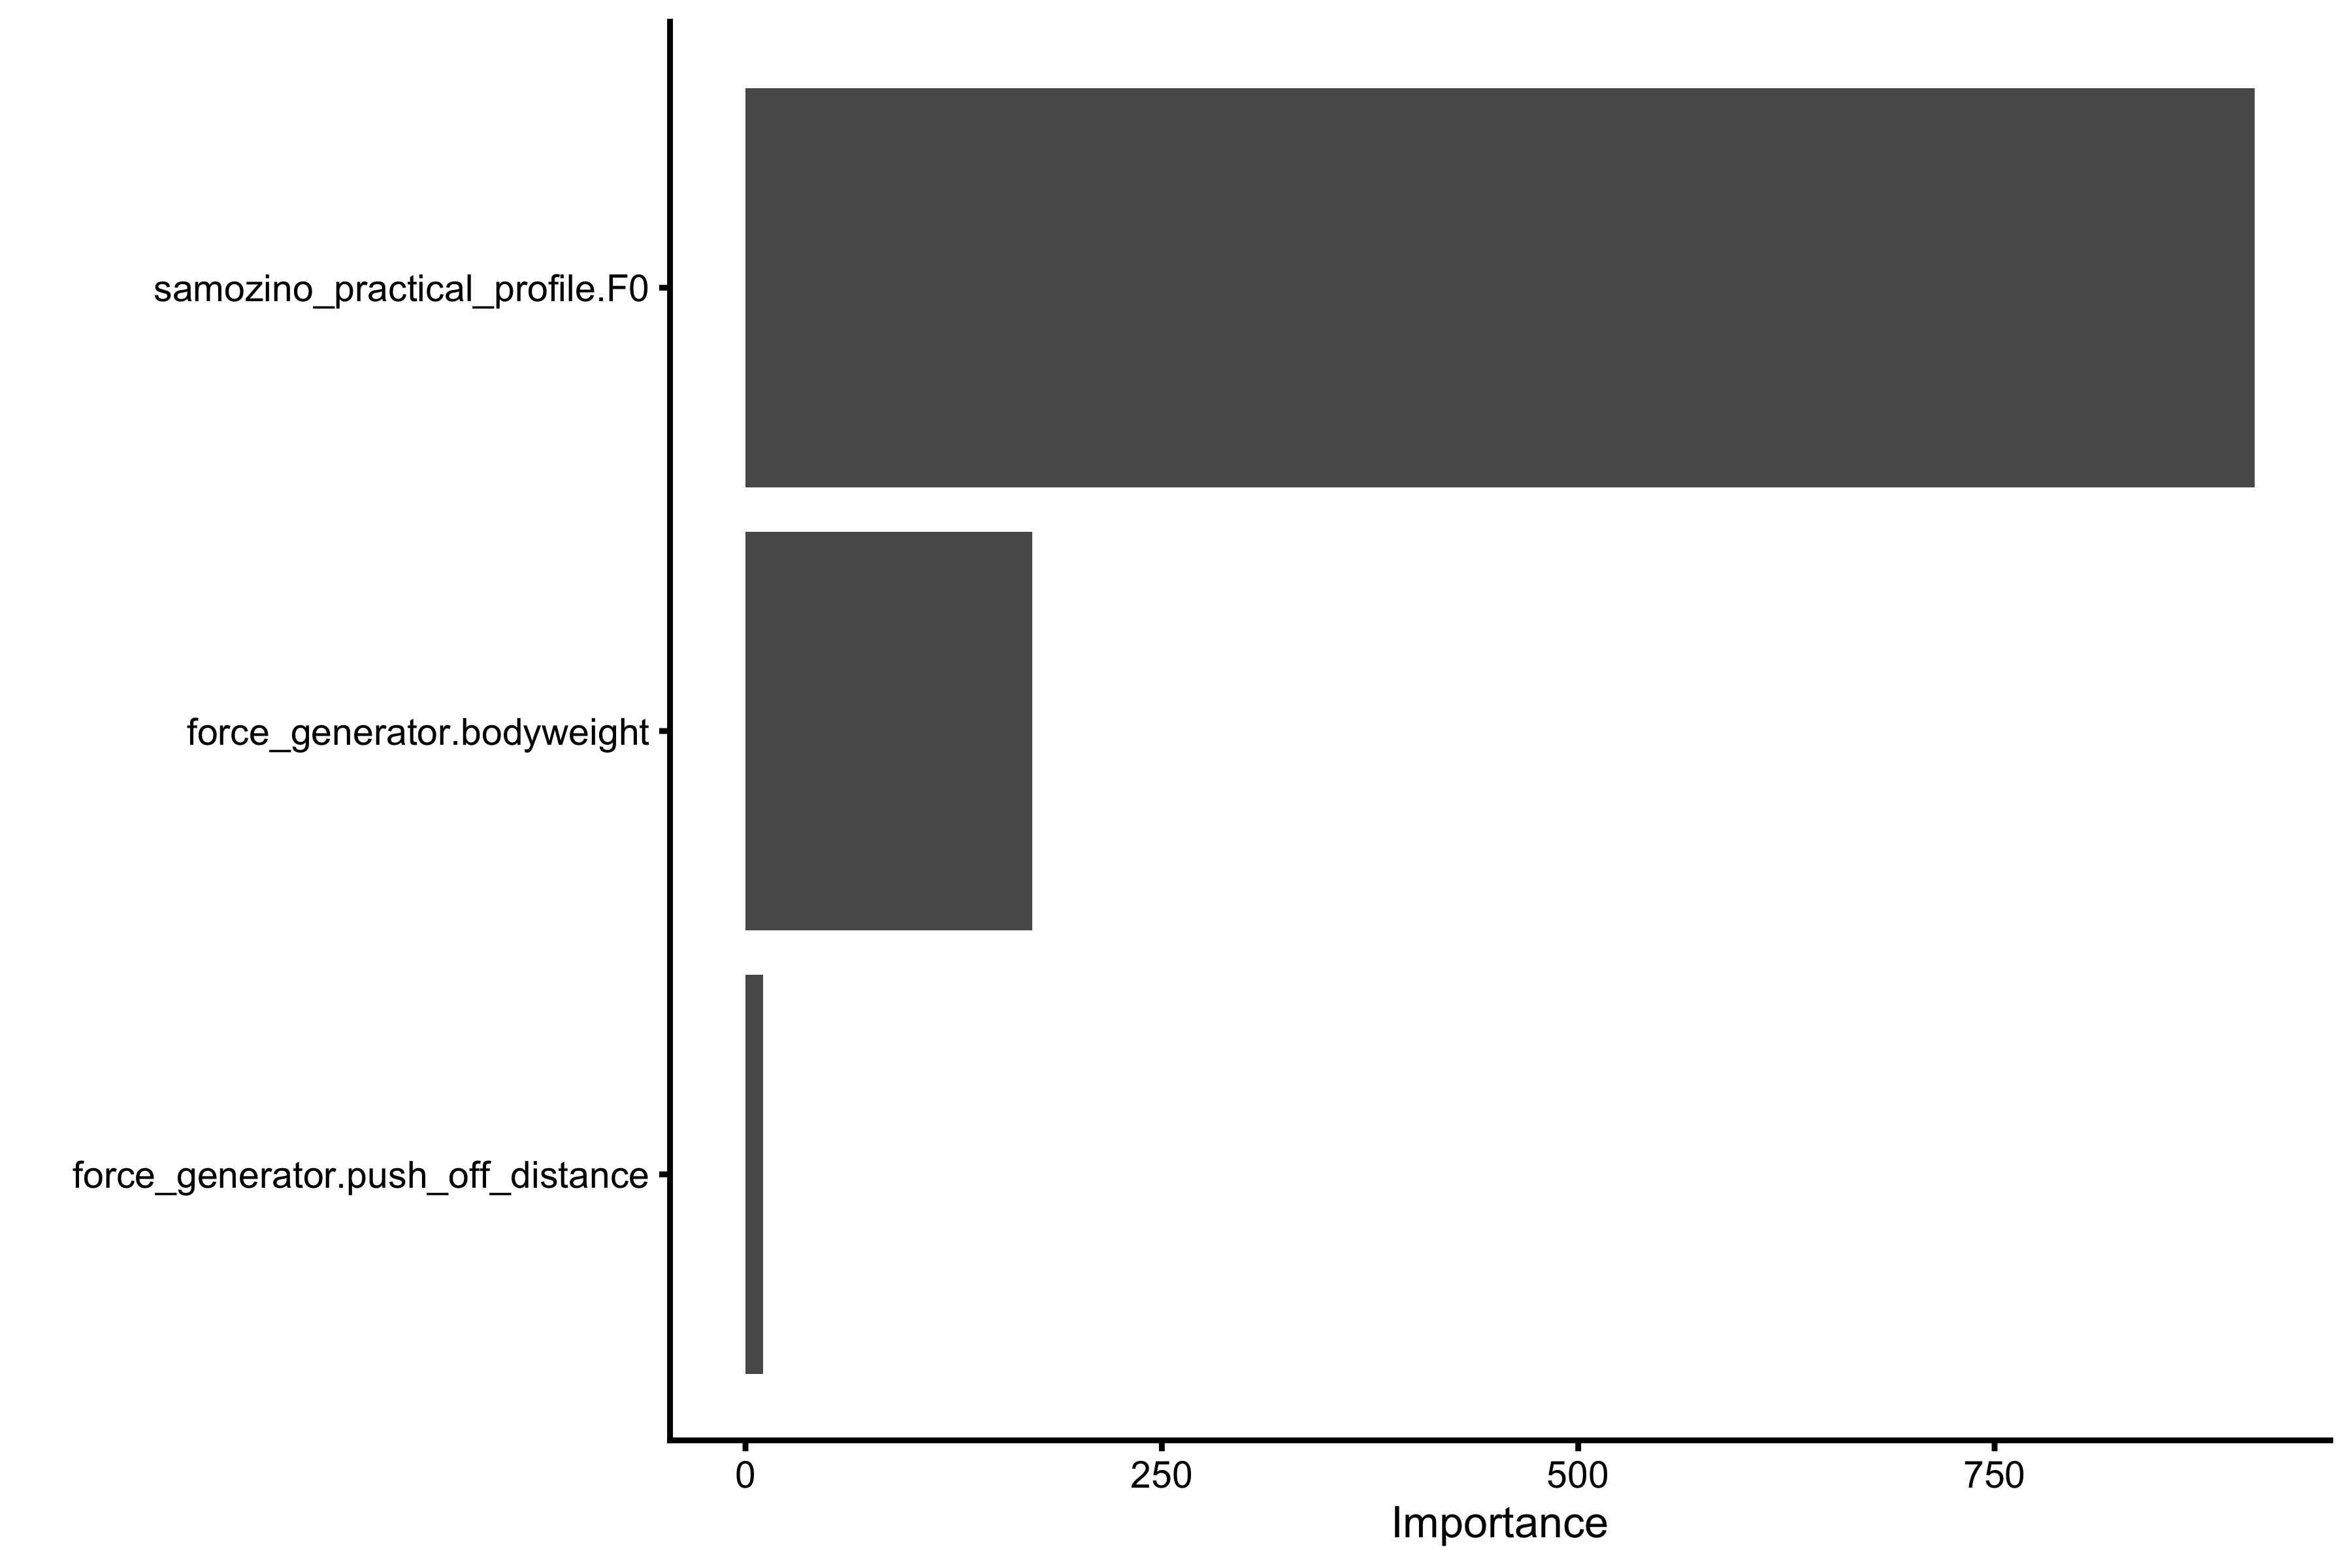 samozino_practical_profile.F0
force_generator.bodyweight
force_generator.push_off_distance
0 250 500 750
Importance